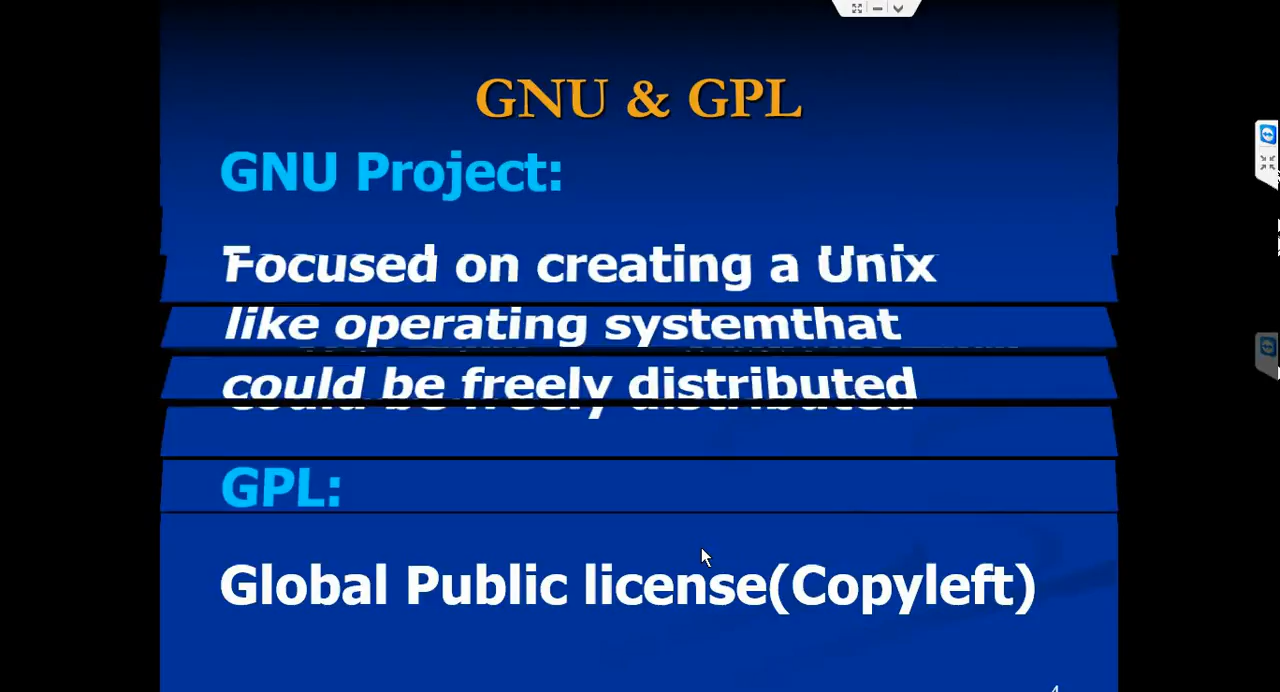 GNU & GPL
GNU Project:
Focused on creating a Unix
like operating systemthat
could be freely distributed
GPL:
Global Public license(Copyleft)
4